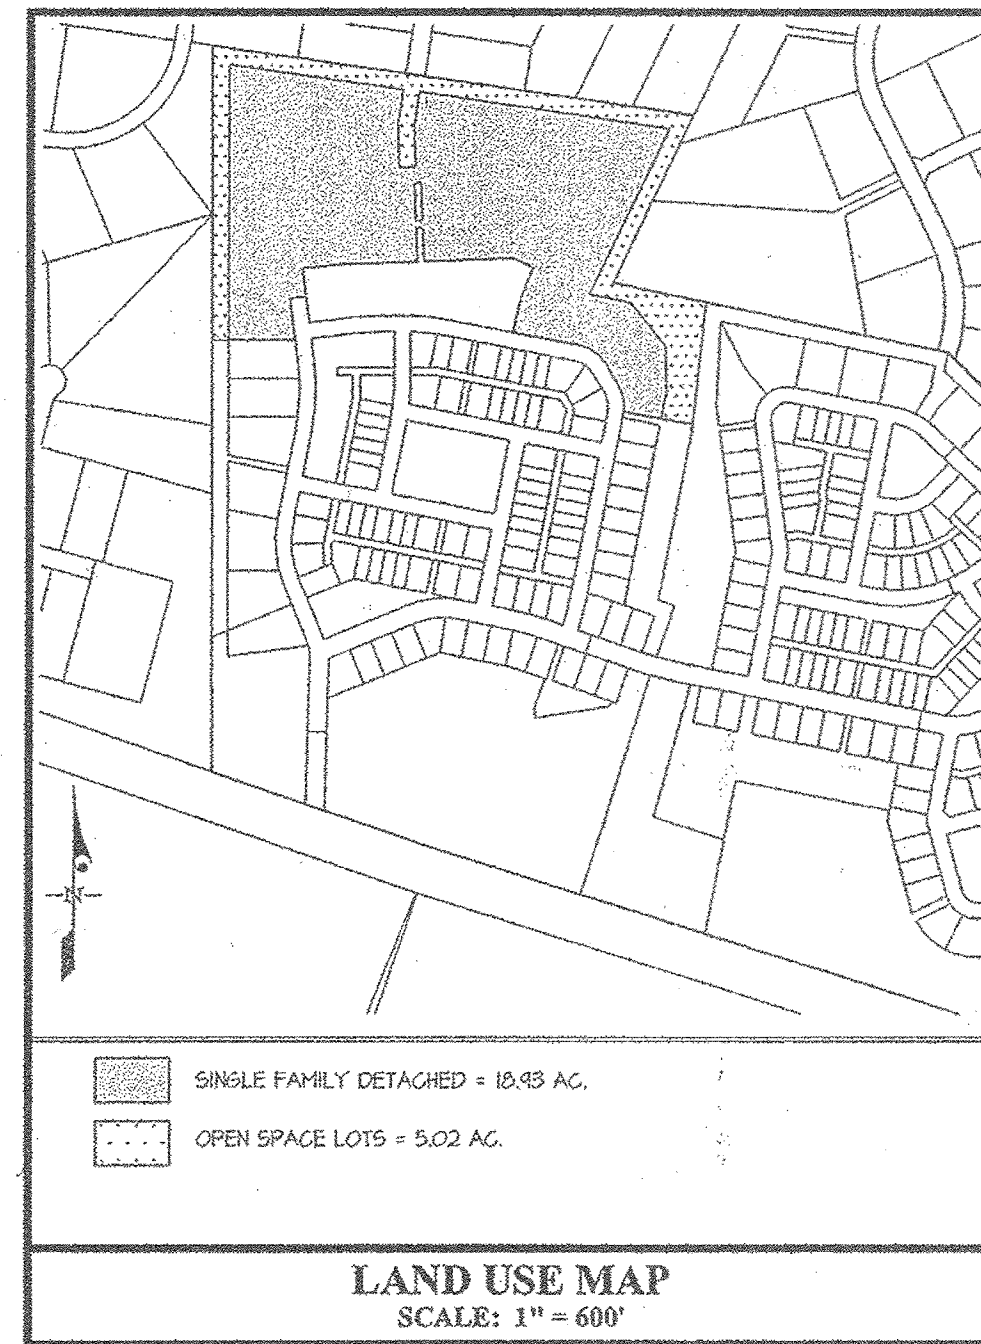 SINGLE FAMILY DETACHED = 18.93 AC.
OPEN SPACE LOTS = 5.02 AC.
LAND USE MAP
SCALE: 1" = 600'